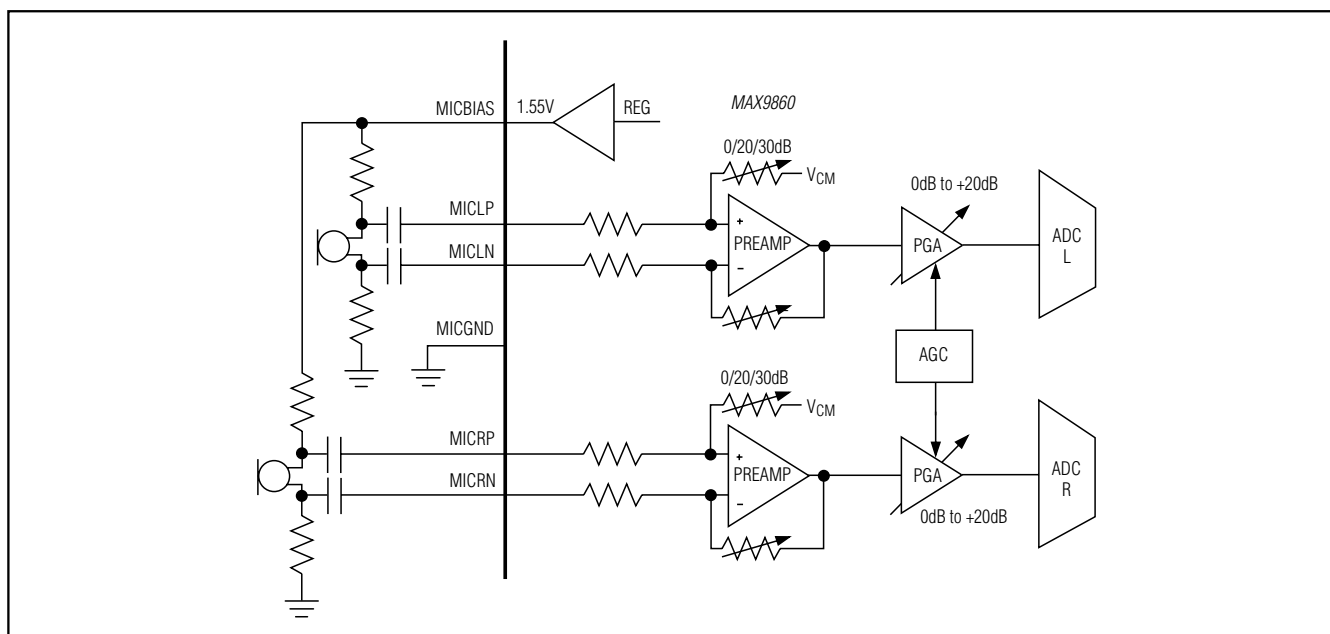 MICBIAS
1.55V
REG
MAX9860
0/20/30dB
VCM
0dB to +20dB
MICLP
+
PREAMP
PGA
ADC
L
MICLN
−
MICGND
AGC
0/20/30dB
VCM
MICRP
+
PREAMP
PGA
ADC
R
MICRN
−
0dB to +20dB